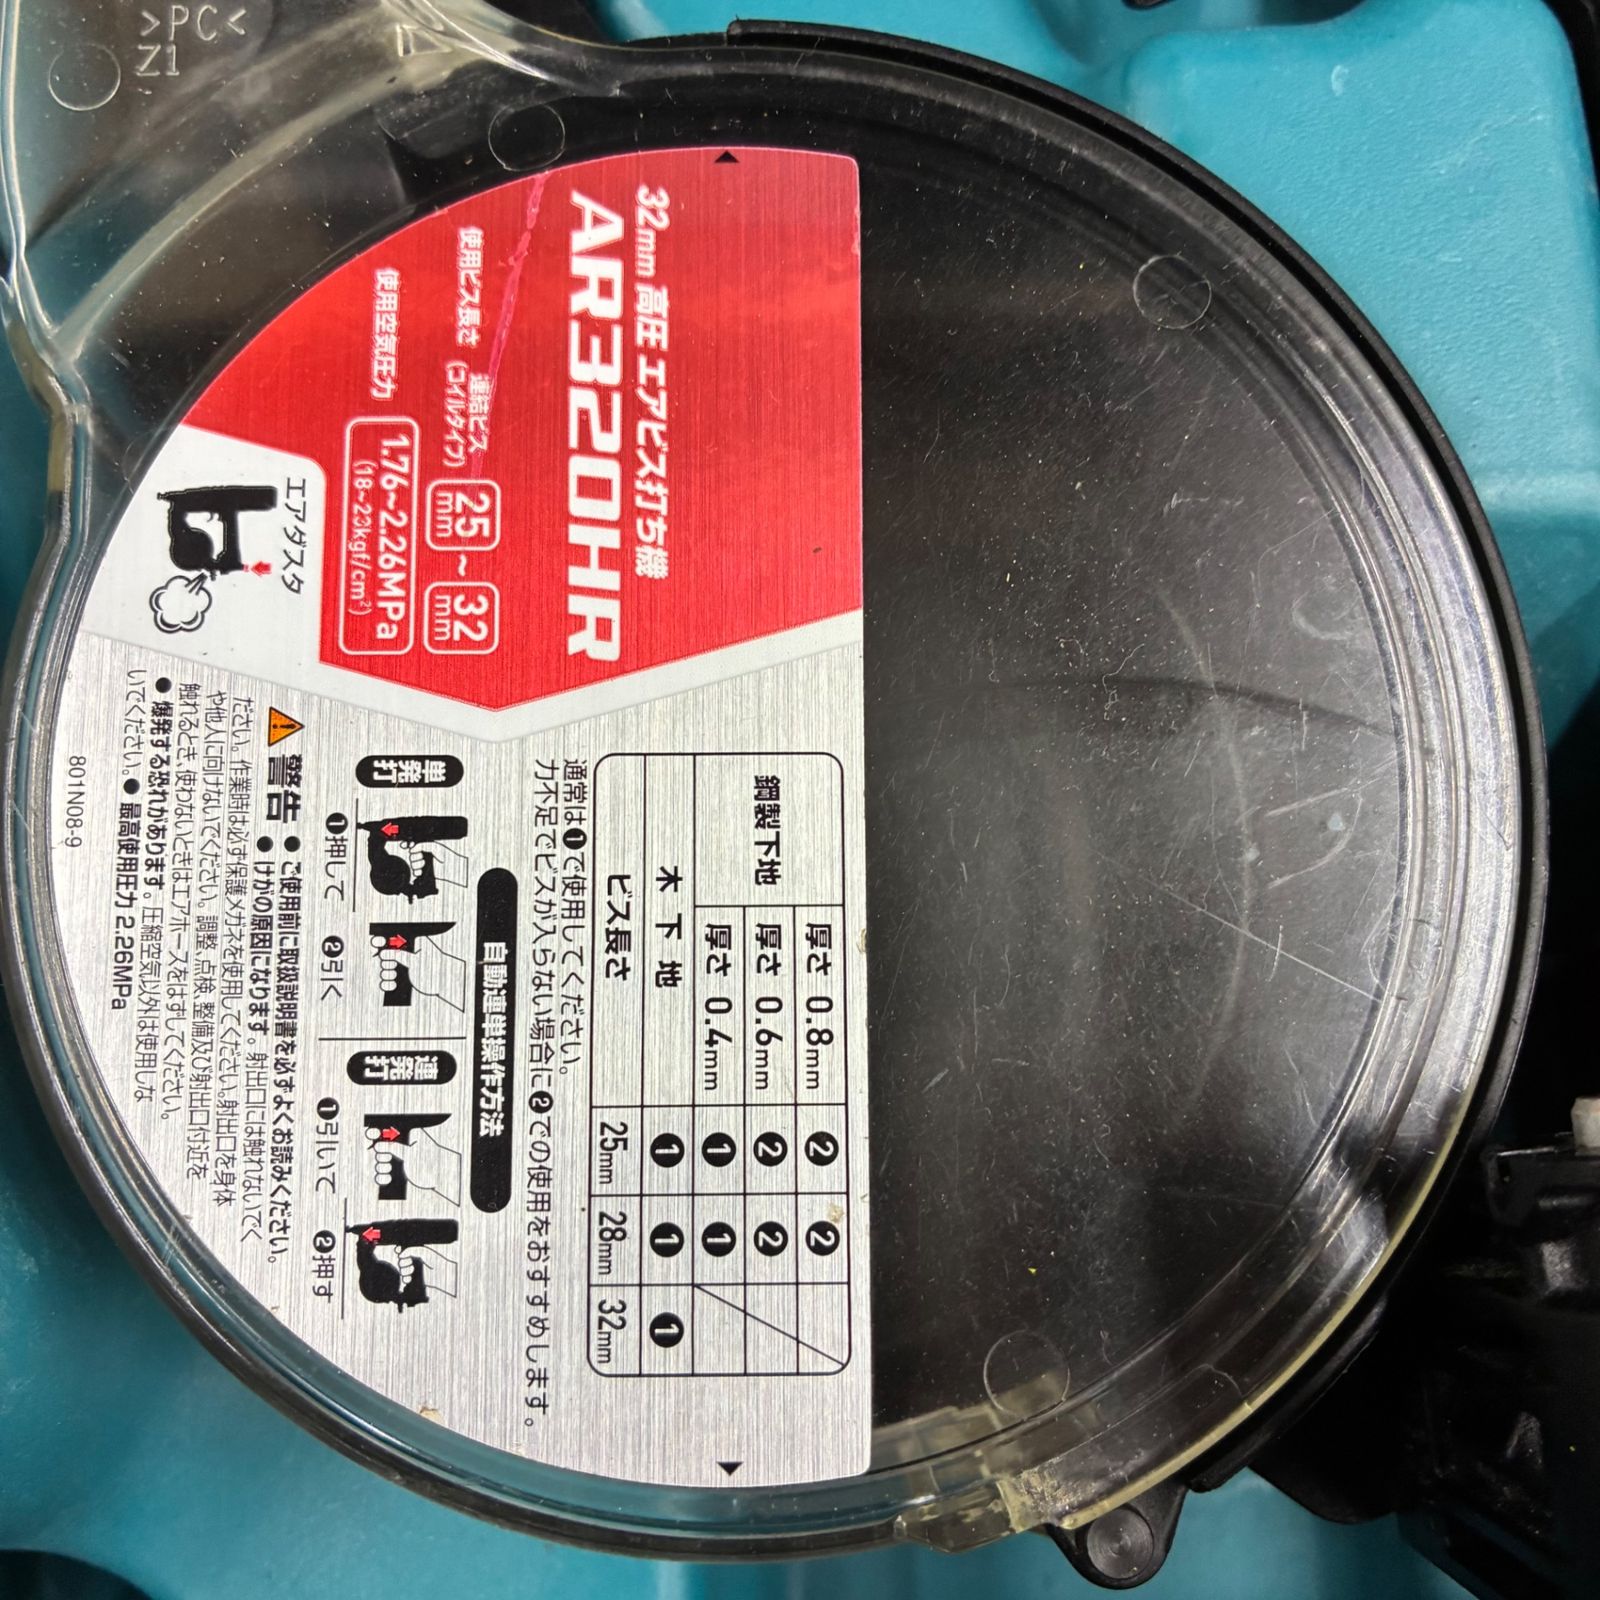 >PC<
Z1
32mm 高圧 エアビス打ち機
AR320HR
使用ビス長さ 連結ビス (コイルタイプ) 25mm ~ 32mm
使用空気圧力 1.76~2.26MPa
(18~23kgf/cm²)
エアダスタ
鋼製下地 厚さ 0.8mm ❷ ❷
厚さ 0.6mm ❷ ❷
厚さ 0.4mm ❶ ❶
木下地 ❶ ❶ ❶
ビス長さ 25mm 28mm 32mm
通常は❶で使用してください。
力不足でビスが入らない場合に❷での使用をおすすめします。
自動連単操作方法
単発打
❶押して ❷引く
連発打
❶引いて ❷押す
警告 ● ご使用前に取扱説明書を必ずよくお読みください。
● けがの原因になります。射出口には触れないでく
ださい。作業時は必ず保護メガネを使用してください。射出口を身体
や他人に向けないでください。調整、点検、整備及び射出口付近を
触れるとき、使わないときはエアホースをはずしてください。
● 爆発する恐れがあります。圧縮空気以外は使用しな
いでください。● 最高使用圧力 2.26MPa
801N08-9